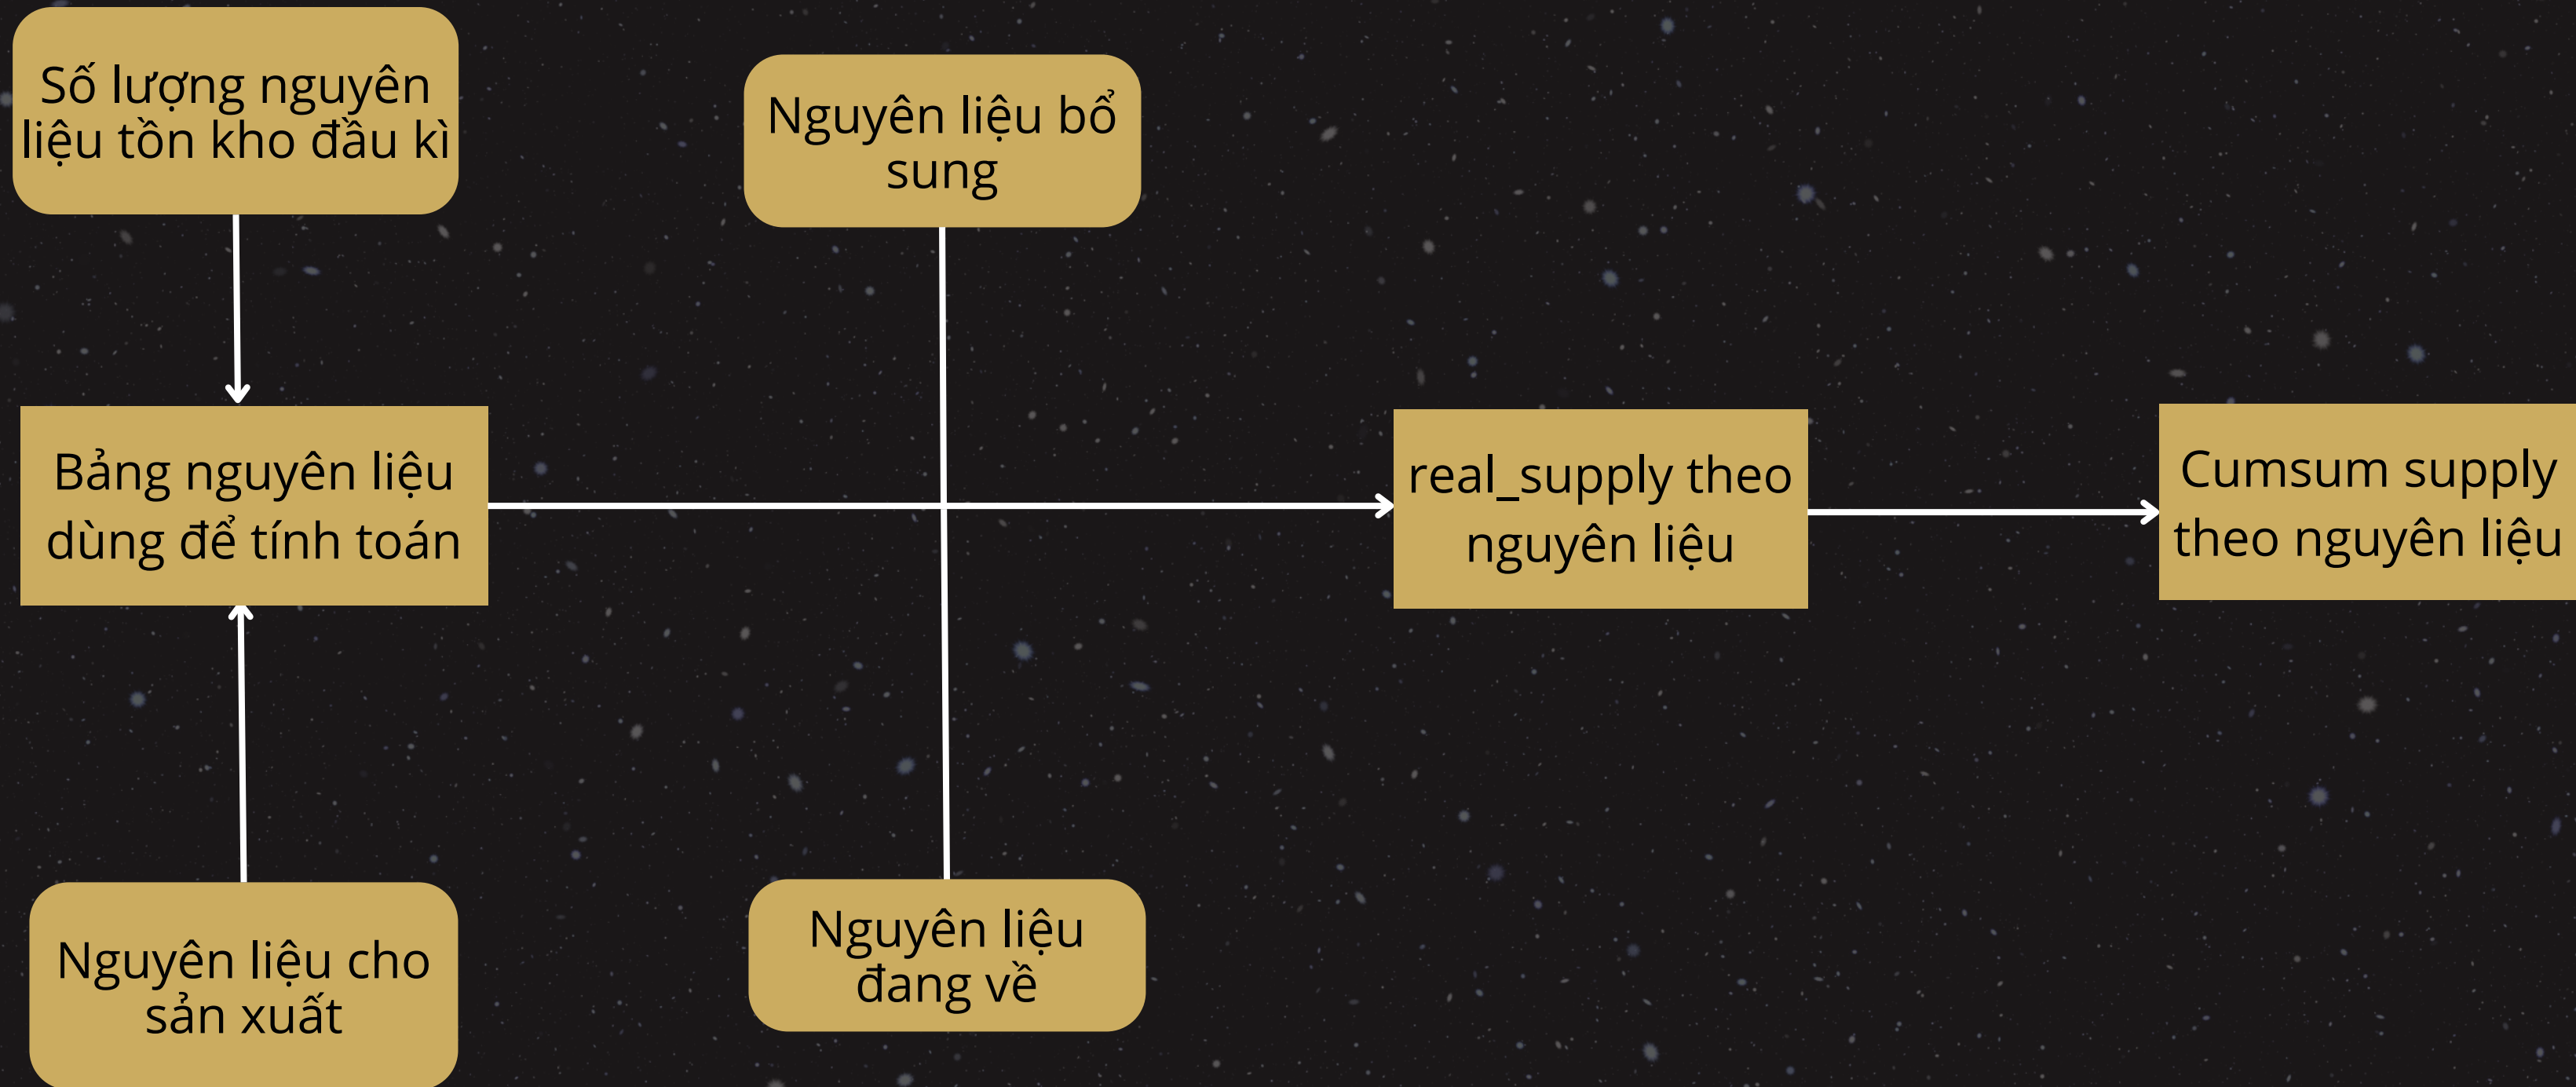 Số lượng nguyên
liệu tồn kho đầu kì
Nguyên liệu bổ
sung
Bảng nguyên liệu
dùng để tính toán
real_supply theo
nguyên liệu
Cumsum supply
theo nguyên liệu
Nguyên liệu cho
sản xuất
Nguyên liệu
đang về